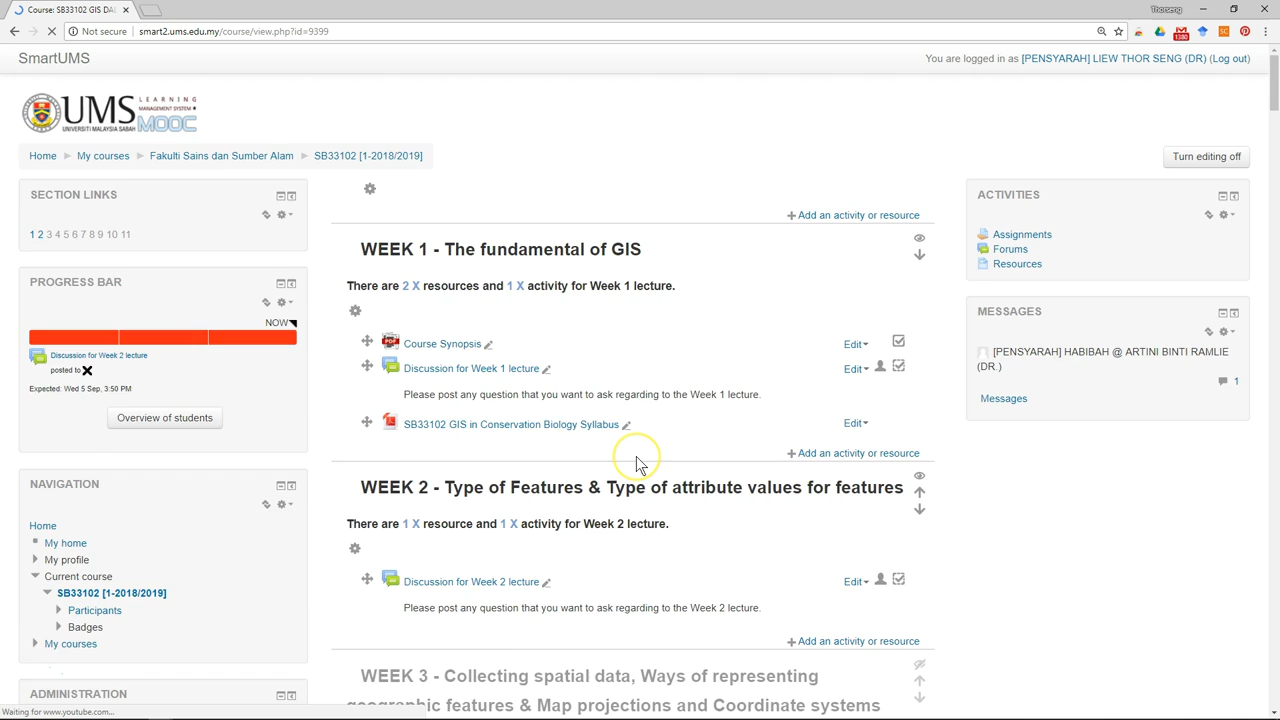 Course: SB33102 GIS DAL
Thorseng
Not secure
smart2.ums.edu.my/course/view.php?id=9399
1380
SC
SmartUMS
You are logged in as [PENSYARAH] LIEW THOR SENG (DR) (Log out)
UMS
LEARNING
MANAGEMENT SYSTEM
MOOC
UNIVERSITI MALAYSIA SABAH
Home My courses Fakulti Sains dan Sumber Alam SB33102 [1-2018/2019]
Turn editing off
SECTION LINKS
1 2 3 4 5 6 7 8 9 10 11
PROGRESS BAR
NOW
Discussion for Week 2 lecture
posted to
Expected: Wed 5 Sep, 3:50 PM
Overview of students
NAVIGATION
Home
My home
My profile
Current course
SB33102 [1-2018/2019]
Participants
Badges
My courses
ADMINISTRATION
Add an activity or resource
WEEK 1 - The fundamental of GIS
There are 2 X resources and 1 X activity for Week 1 lecture.
PDF
Course Synopsis
Edit
Discussion for Week 1 lecture
Edit
Please post any question that you want to ask regarding to the Week 1 lecture.
SB33102 GIS in Conservation Biology Syllabus
Edit
Add an activity or resource
WEEK 2 - Type of Features & Type of attribute values for features
There are 1 X resource and 1 X activity for Week 2 lecture.
Discussion for Week 2 lecture
Edit
Please post any question that you want to ask regarding to the Week 2 lecture.
Add an activity or resource
WEEK 3 - Collecting spatial data, Ways of representing
geographic features & Map projections and Coordinate systems
ACTIVITIES
Assignments
Forums
Resources
MESSAGES
[PENSYARAH] HABIBAH @ ARTINI BINTI RAMLIE
(DR.)
1
Messages
Waiting for www.youtube.com...